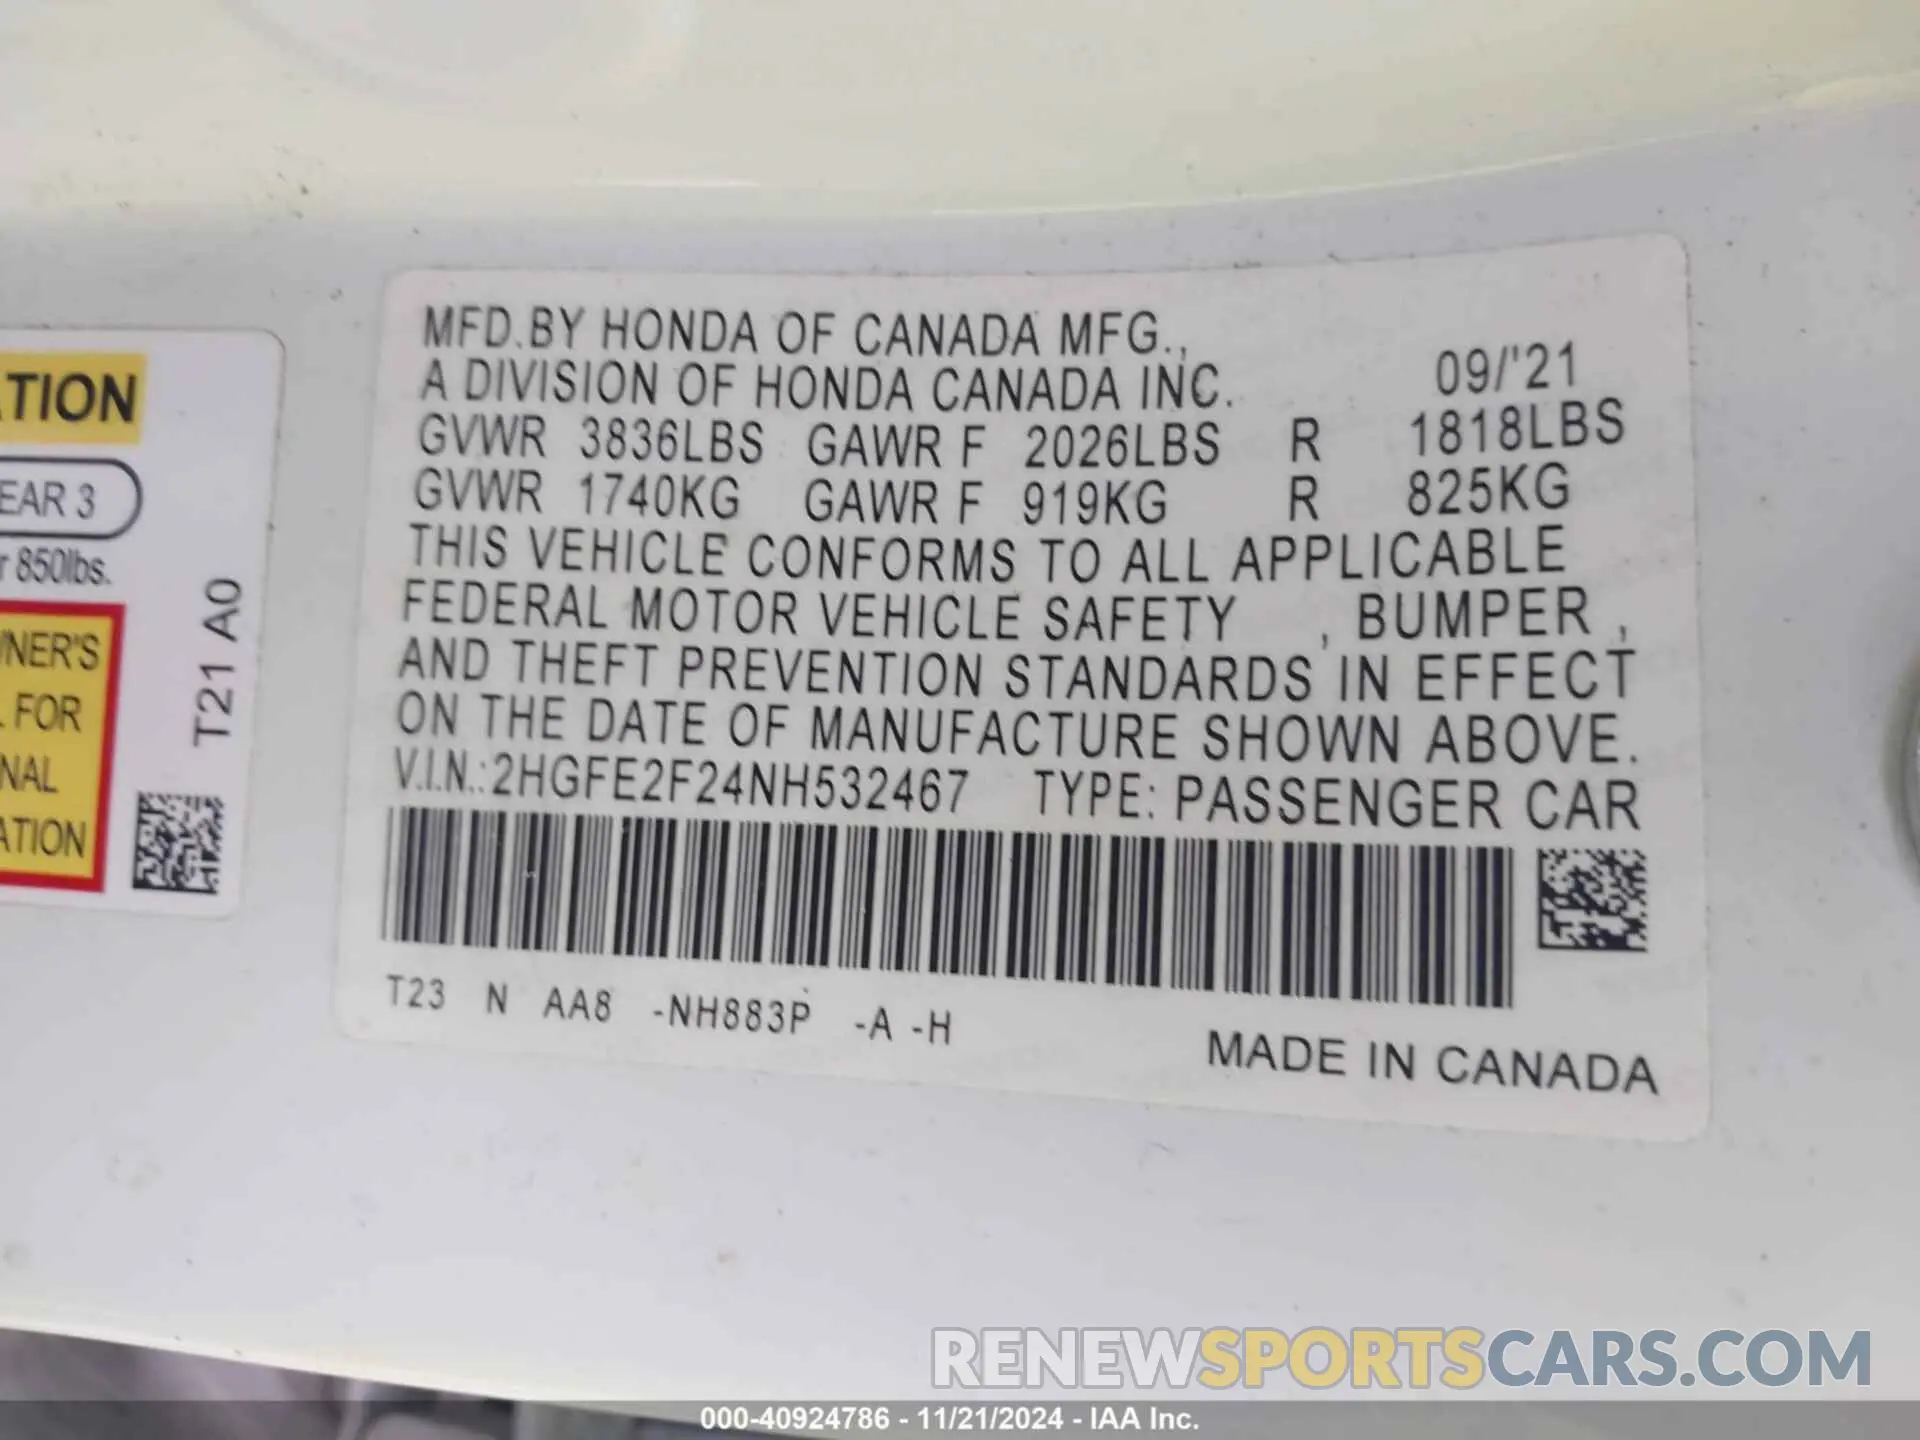 ATION
EAR 3
r 850lbs.
NER'S
FOR
NAL
ATION
T21 A0
MFD.BY HONDA OF CANADA MFG.,
A DIVISION OF HONDA CANADA INC. 09/'21
GVWR 3836LBS GAWR F 2026LBS R 1818LBS
GVWR 1740KG GAWR F 919KG R 825KG
THIS VEHICLE CONFORMS TO ALL APPLICABLE
FEDERAL MOTOR VEHICLE SAFETY , BUMPER ,
AND THEFT PREVENTION STANDARDS IN EFFECT
ON THE DATE OF MANUFACTURE SHOWN ABOVE.
V.I.N.:2HGFE2F24NH532467 TYPE: PASSENGER CAR
T23 N AA8 -NH883P -A -H
MADE IN CANADA
RENEWSPORTSCARS.COM
000-40924786 - 11/21/2024 - IAA Inc.